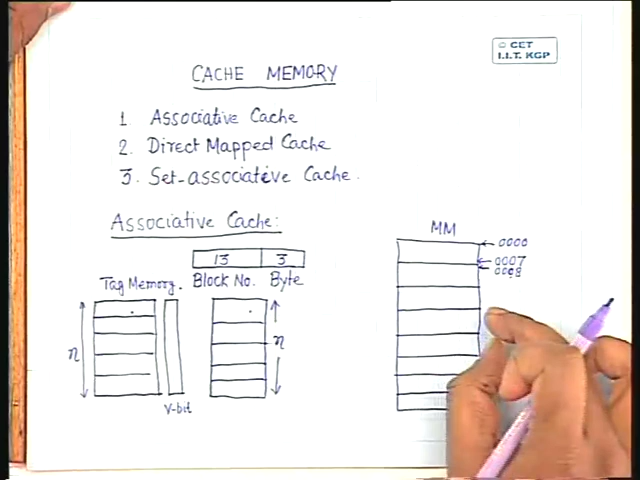 © CET
I.I.T. KGP
CACHE MEMORY
1. Associative Cache
2. Direct Mapped Cache
3. Set-associative Cache.
Associative Cache:
MM
13 3
0000
0007
0008
Tag Memory. Block No. Byte
n
n
V-bit